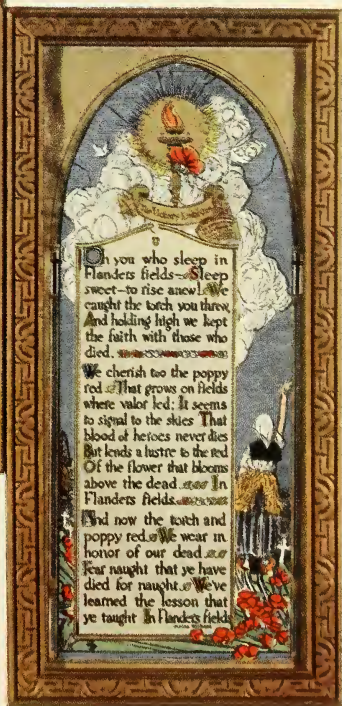 The Victory Emblem
Oh you who sleep in
Flanders fields—Sleep
sweet—to rise anew! We
caught the torch you threw
And holding high we kept
the faith with those who
died.
We cherish too the poppy
red. That grows on fields
where valor led: It seems
to signal to the skies That
blood of heroes never dies
But lends a lustre to the red
Of the flower that blooms
above the dead In
Flanders fields.
And now the torch and
poppy red. We wear in
honor of our dead
Fear naught that ye have
died for naught. We've
learned the lesson that
ye taught In Flanders fields